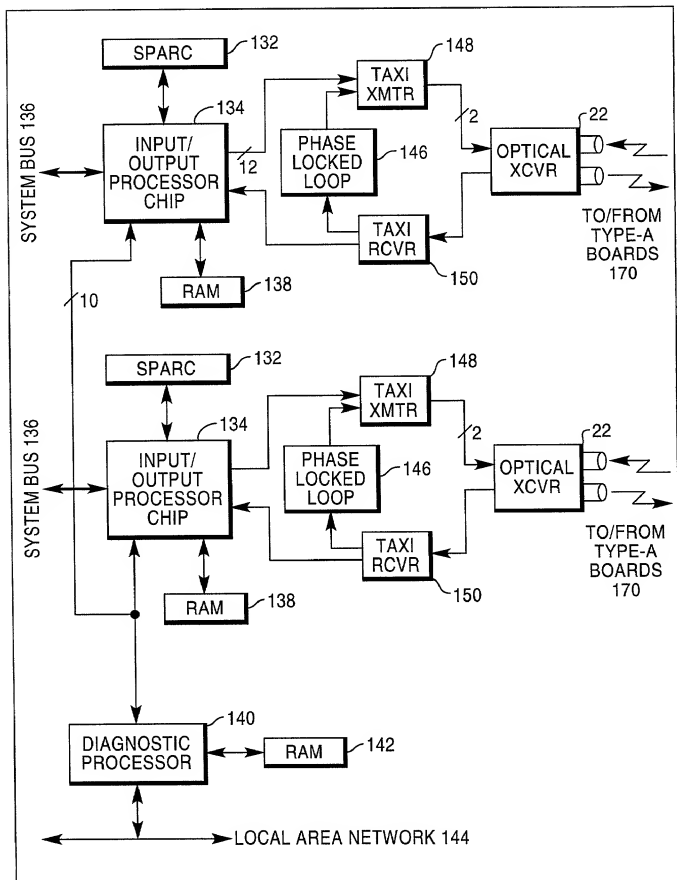 SPARC
132
148
TAXI
XMTR
134
22
SYSTEM BUS 136
INPUT/
OUTPUT
PROCESSOR
CHIP
12
PHASE
LOCKED
LOOP
146
2
OPTICAL
XCVR
TAXI
RCVR
150
TO/FROM
TYPE-A
BOARDS
170
10
RAM
138
SPARC
132
148
TAXI
XMTR
134
22
SYSTEM BUS 136
INPUT/
OUTPUT
PROCESSOR
CHIP
PHASE
LOCKED
LOOP
146
2
OPTICAL
XCVR
TAXI
RCVR
150
TO/FROM
TYPE-A
BOARDS
170
RAM
138
140
DIAGNOSTIC
PROCESSOR
RAM
142
LOCAL AREA NETWORK 144